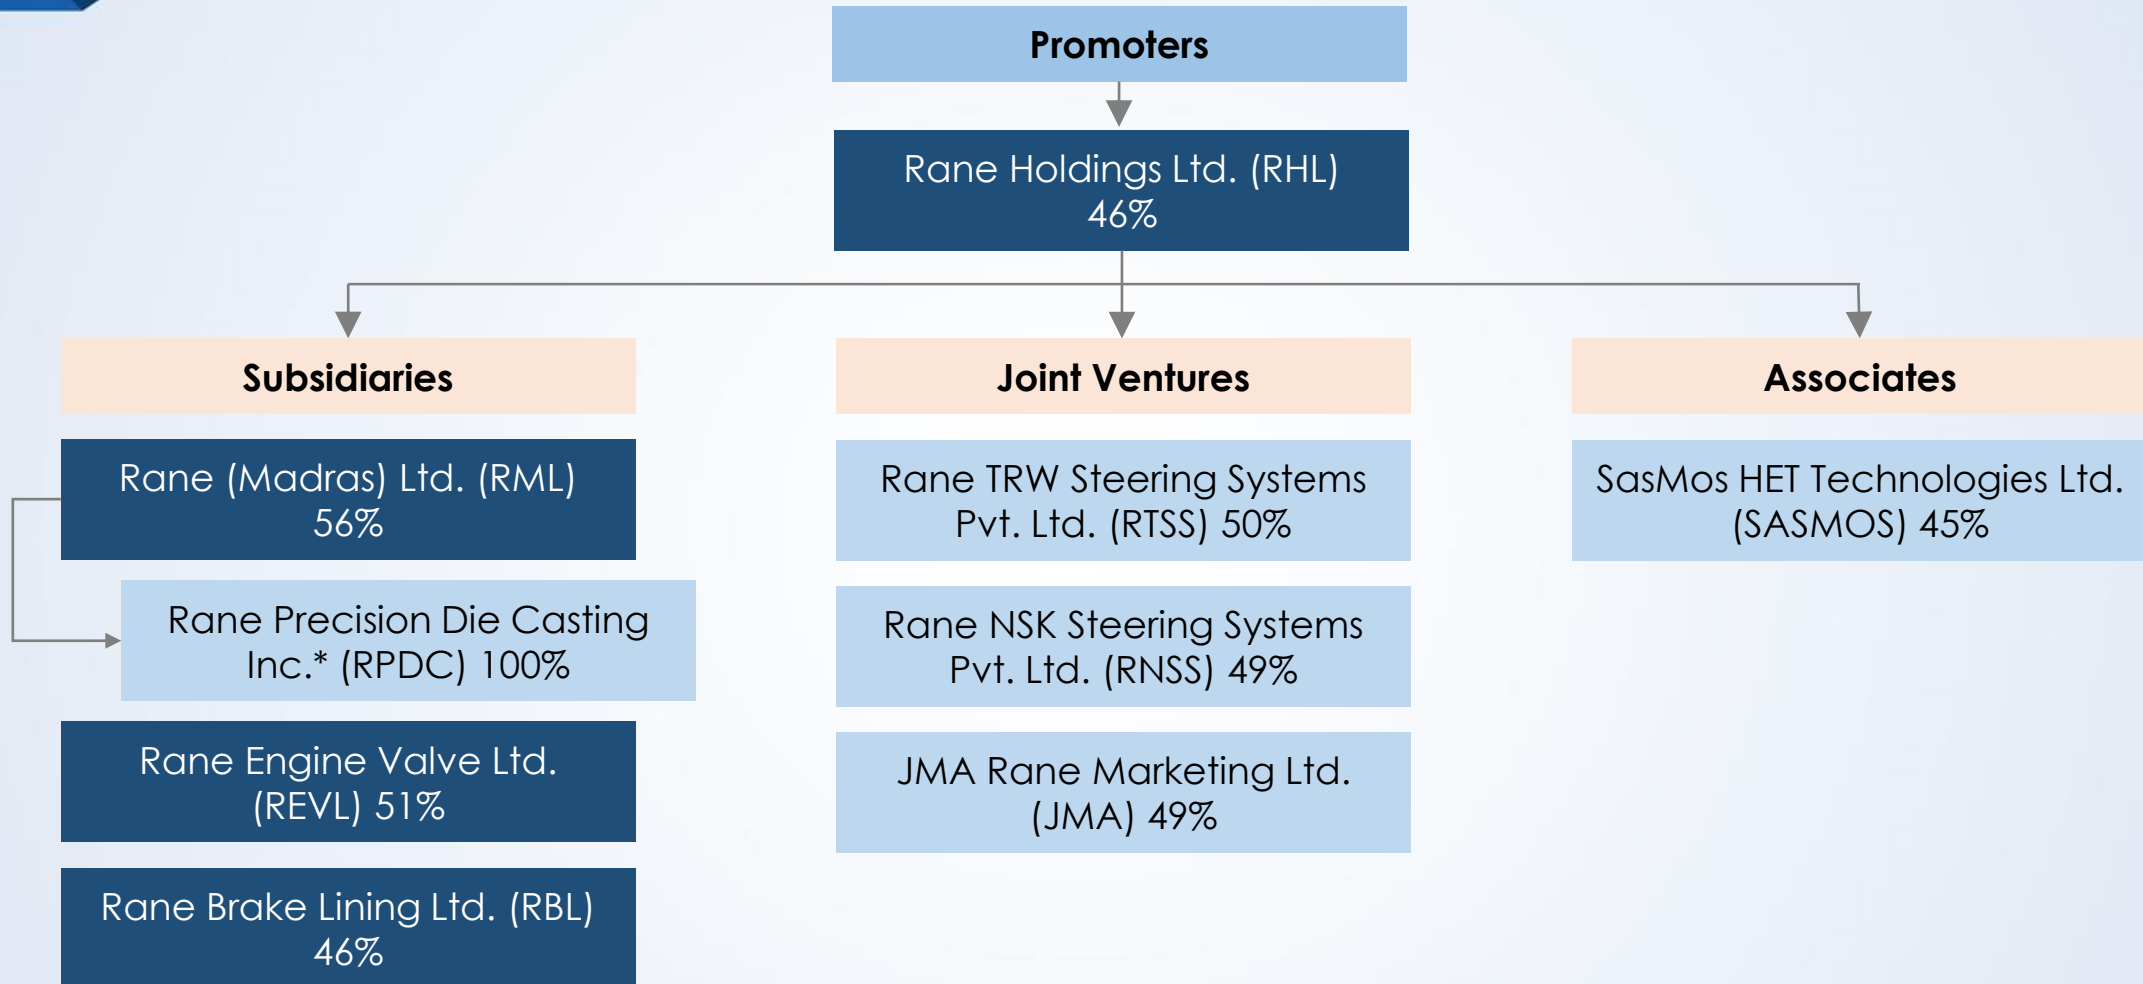 Promoters
Rane Holdings Ltd. (RHL)
46%
Subsidiaries
Rane (Madras) Ltd. (RML)
56%
Rane Precision Die Casting
Inc.* (RPDC) 100%
Rane Engine Valve Ltd.
(REVL) 51%
Rane Brake Lining Ltd. (RBL)
46%
Joint Ventures
Rane TRW Steering Systems
Pvt. Ltd. (RTSS) 50%
Rane NSK Steering Systems
Pvt. Ltd. (RNSS) 49%
JMA Rane Marketing Ltd.
(JMA) 49%
Associates
SasMos HET Technologies Ltd.
(SASMOS) 45%